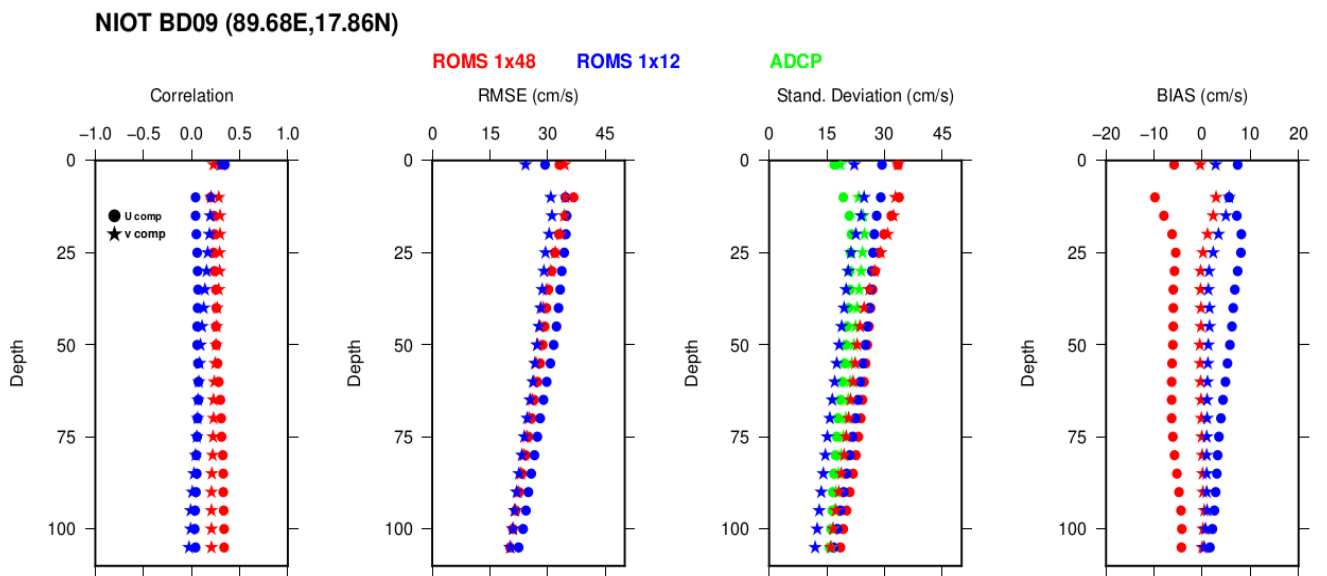 NIOT BD09 (89.68E,17.86N)
ROMS 1x48 ROMS 1x12 ADCP
Correlation RMSE (cm/s) Stand. Deviation (cm/s) BIAS (cm/s)
−1.0 −0.5 0.0 0.5 1.0 0 15 30 45 0 15 30 45 −20 −10 0 10 20
0 0 0 0
U comp
v comp
25 25 25 25
50 50 50 50
Depth Depth Depth Depth
75 75 75 75
100 100 100 100